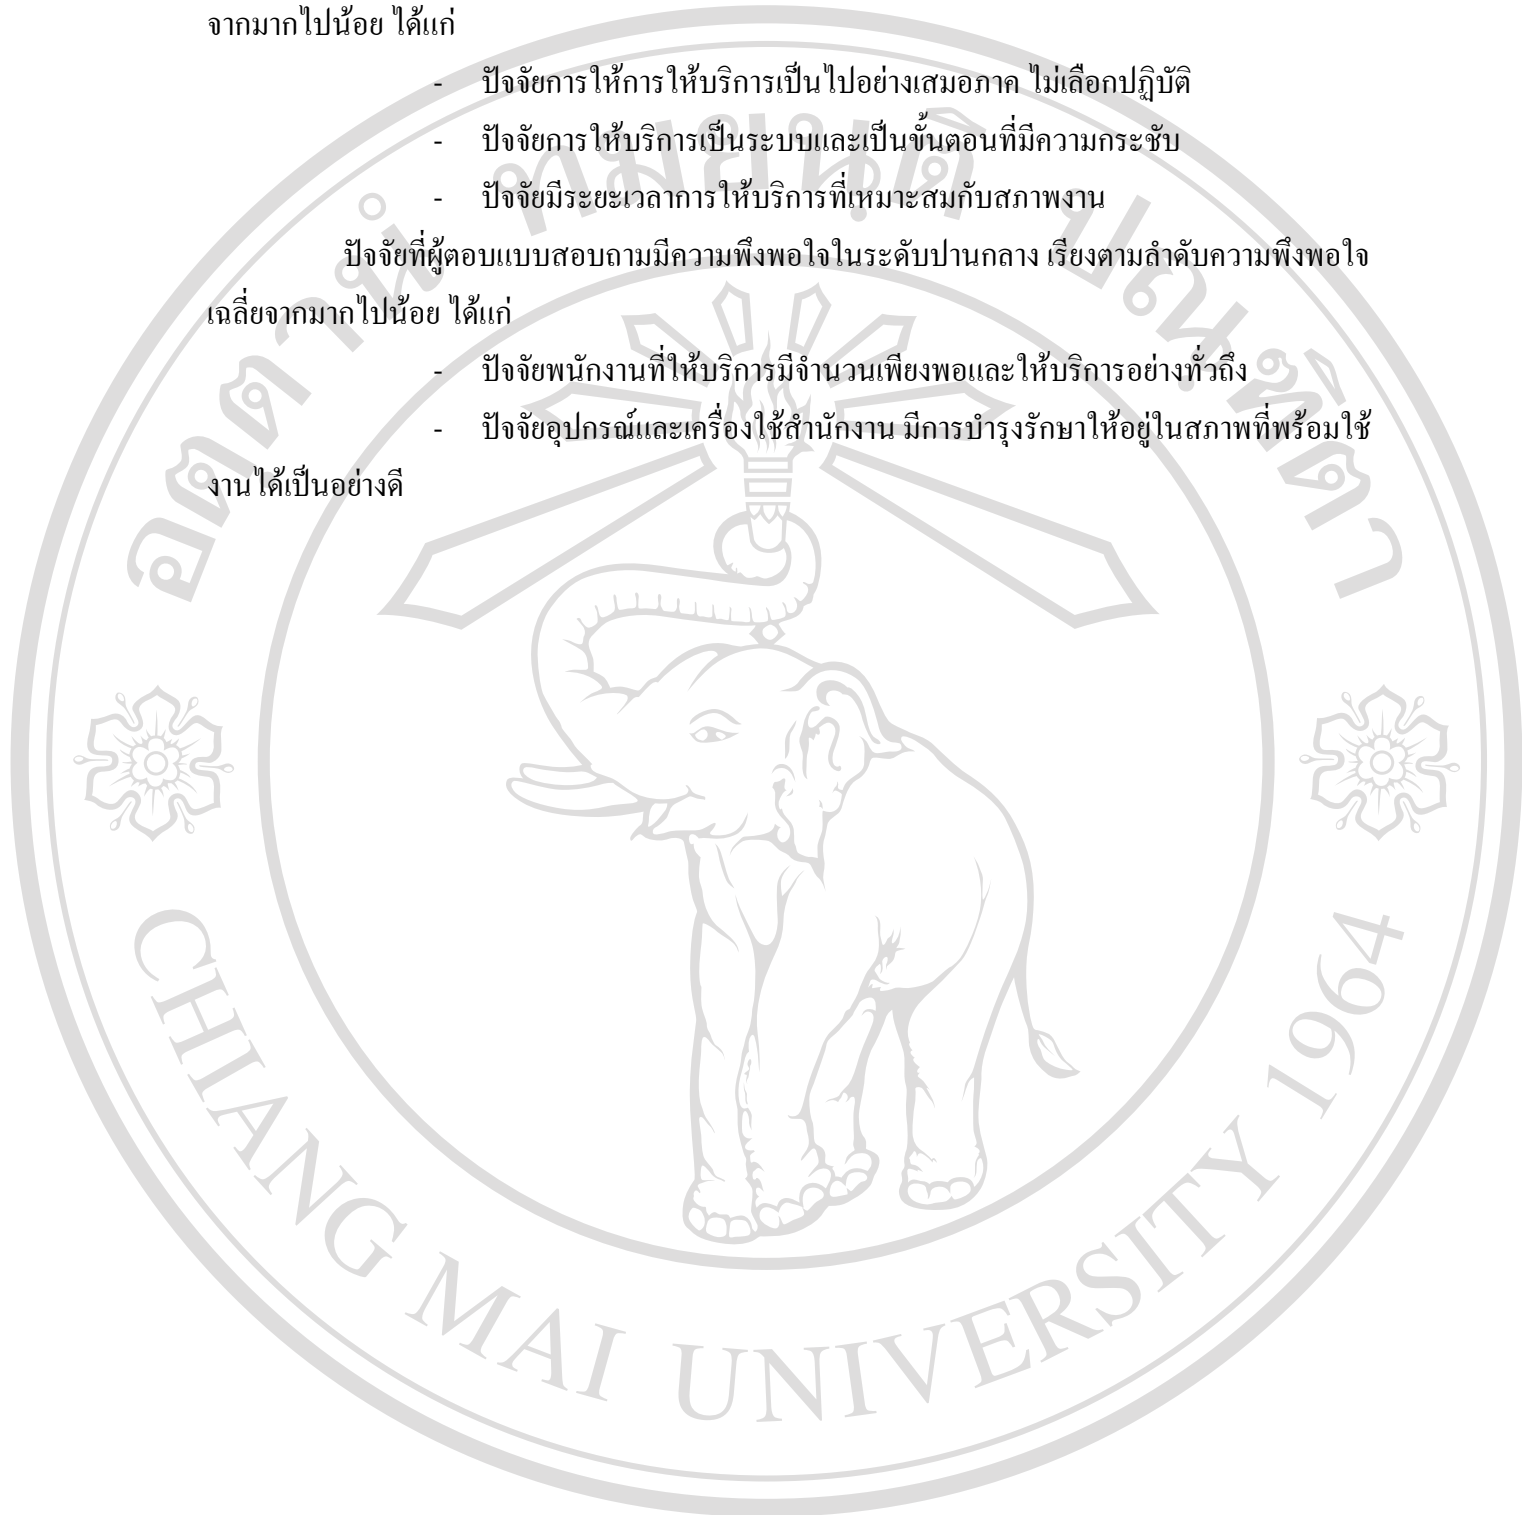 จากมากไปน้อย ได้แก่
- ปัจจัยการให้การให้บริการเป็นไปอย่างเสมอภาค ไม่เลือกปฏิบัติ
- ปัจจัยการให้บริการเป็นระบบและเป็นขั้นตอนที่มีความกระชับ
- ปัจจัยมีระยะเวลาการให้บริการที่เหมาะสมกับสภาพงาน
ปัจจัยที่ผู้ตอบแบบสอบถามมีความพึงพอใจในระดับปานกลาง เรียงตามลำดับความพึงพอใจ
เฉลี่ยจากมากไปน้อย ได้แก่
- ปัจจัยพนักงานที่ให้บริการมีจำนวนเพียงพอและให้บริการอย่างทั่วถึง
- ปัจจัยอุปกรณ์และเครื่องใช้สำนักงาน มีการบำรุงรักษาให้อยู่ในสภาพที่พร้อมใช้
งานได้เป็นอย่างดี
อตฺตานํ ทมยนฺติ ปณฺฑิตา
CHIANG MAI UNIVERSITY 1964